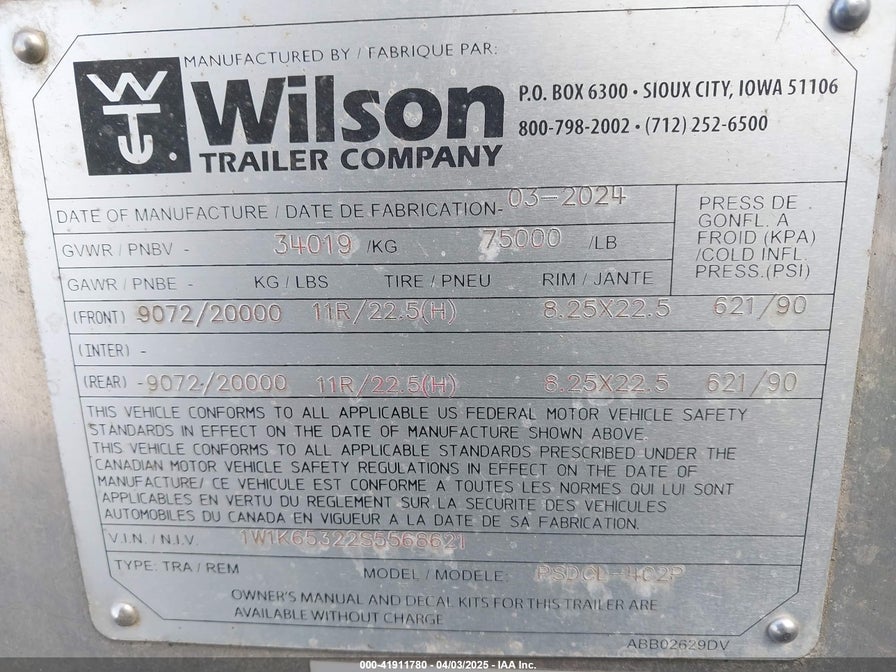 MANUFACTURED BY / FABRIQUE PAR:
WT
Wilson
TRAILER COMPANY
P.O. BOX 6300 • SIOUX CITY, IOWA 51106
800-798-2002 • (712) 252-6500
DATE OF MANUFACTURE / DATE DE FABRICATION- 03-2024
GVWR / PNBV - 34019 /KG 75000 /LB
PRESS DE
GONFL. A
FROID (KPA)
/COLD INFL.
PRESS.(PSI)
GAWR / PNBE - KG / LBS TIRE / PNEU RIM / JANTE
(FRONT) 9072/20000 11R/22.5(H) 8.25X22.5 621/90
(INTER) -
(REAR) -9072/20000 11R/22.5(H) 8.25X22.5 621/90
THIS VEHICLE CONFORMS TO ALL APPLICABLE US FEDERAL MOTOR VEHICLE SAFETY
STANDARDS IN EFFECT ON THE DATE OF MANUFACTURE SHOWN ABOVE.
THIS VEHICLE CONFORMS TO ALL APPLICABLE STANDARDS PRESCRIBED UNDER THE
CANADIAN MOTOR VEHICLE SAFETY REGULATIONS IN EFFECT ON THE DATE OF
MANUFACTURE/ CE VEHICULE EST CONFORME A TOUTES LES NORMES QUI LUI SONT
APPLICABLES EN VERTU DU REGLEMENT SUR LA SECURITE DES VEHICULES
AUTOMOBILES DU CANADA EN VIGUEUR A LA DATE DE SA FABRICATION.
V.I.N. / N.I.V. 1W1K65322S5568621
TYPE: TRA / REM MODEL / MODELE: PSDCL-402P
OWNER'S MANUAL AND DECAL KITS FOR THIS TRAILER ARE
AVAILABLE WITHOUT CHARGE
ABB02629DV
000-41911780 - 04/03/2025 - IAA Inc.